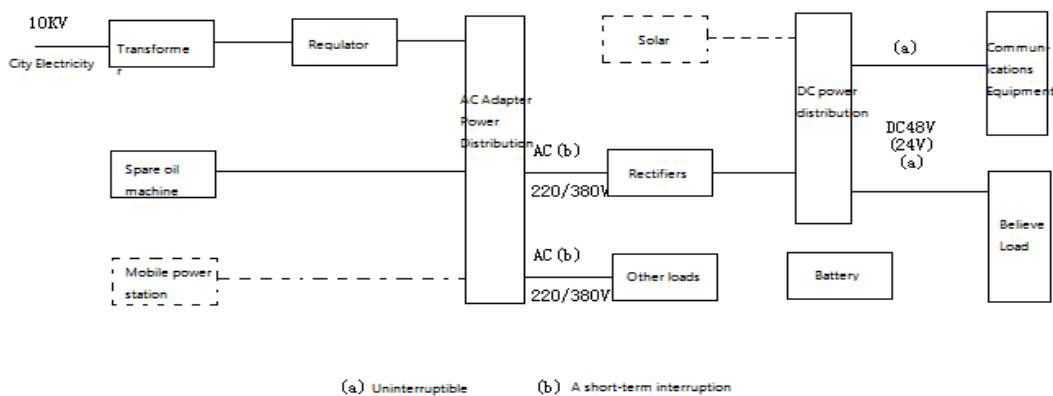 10KV
City Electricity
Transforme
r
Requlator
AC Adapter
Power
Distribution
Solar
DC power
distribution
(a)
Commun-
ications
Equipment
DC48V
(24V)
(a)
Spare oil
machine
AC (b)
220/380V
Rectifiers
Believe
Load
Mobile power
station
AC (b)
220/380V
Other loads
Battery
(a) Uninterruptible
(b) A short-term interruption